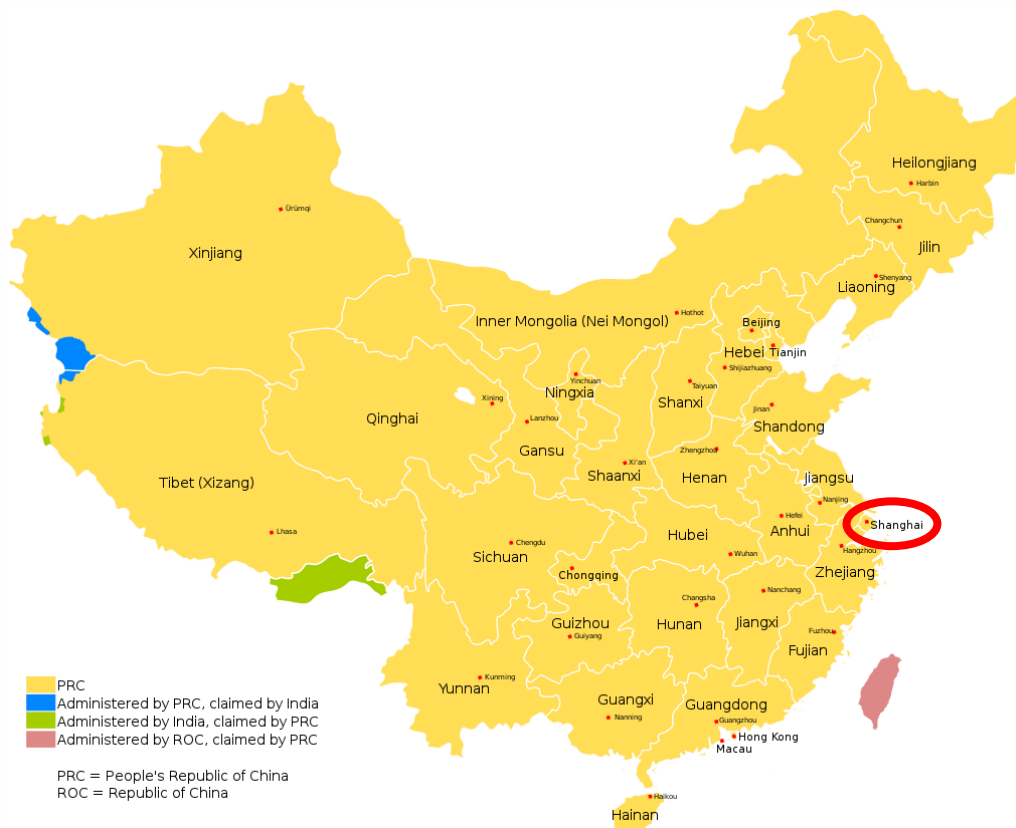 Heilongjiang
Harbin
Changchun
Jilin
Ürümqi
Xinjiang
Shenyang
Liaoning
Hothot
Inner Mongolia (Nei Mongol)
Beijing
Hebei
Tianjin
Shijiazhuang
Yinchuan
Ningxia
Taiyuan
Shanxi
Xining
Qinghai
Lanzhou
Gansu
Jinan
Shandong
Zhengzhou
Xi'an
Shaanxi
Henan
Jiangsu
Tibet (Xizang)
Nanjing
Hefei
Anhui
Shanghai
Lhasa
Hubei
Chengdu
Sichuan
Wuhan
Hangzhou
Zhejiang
Chongqing
Nanchang
Changsha
Hunan
Jiangxi
Guizhou
Guiyang
Fuzhou
Fujian
Kunming
Yunnan
Guangxi
Nanning
Guangdong
Guangzhou
Hong Kong
Macau
Haikou
Hainan
PRC
Administered by PRC, claimed by India
Administered by India, claimed by PRC
Administered by ROC, claimed by PRC
PRC = People's Republic of China
ROC = Republic of China